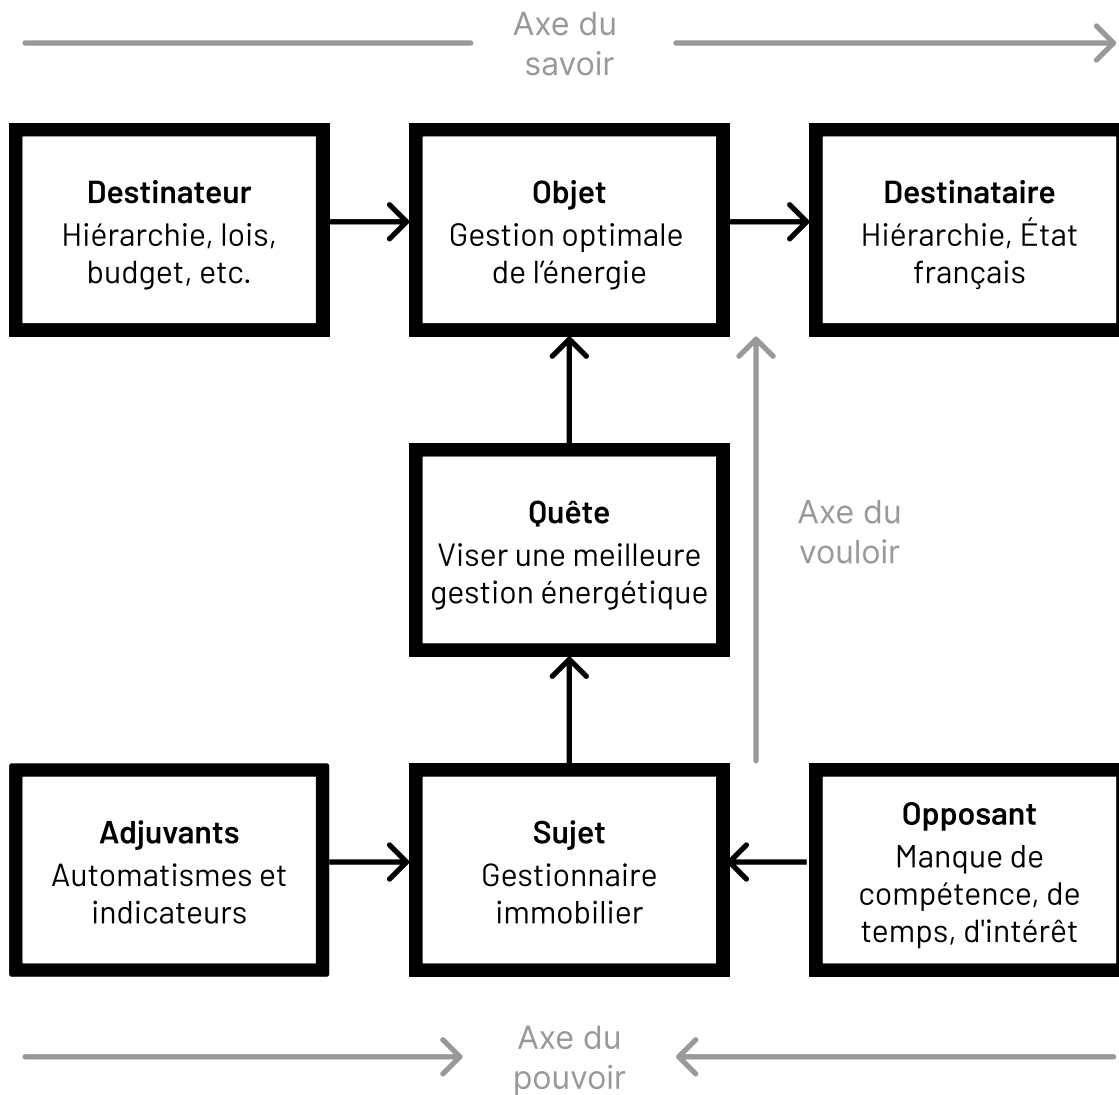 Axe du
savoir
Destinateur
Hiérarchie, lois,
budget, etc.
Objet
Gestion optimale
de l’énergie
Destinataire
Hiérarchie, État
français
Quête
Viser une meilleure
gestion énergétique
Axe du
vouloir
Adjuvants
Automatismes et
indicateurs
Sujet
Gestionnaire
immobilier
Opposant
Manque de
compétence, de
temps, d'intérêt
Axe du
pouvoir